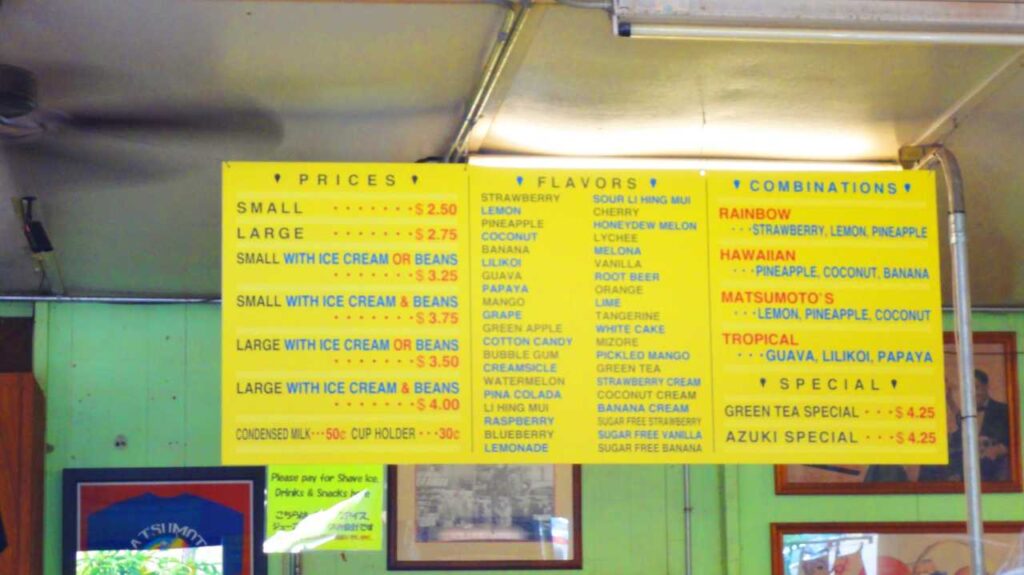 PRICES
SMALL ·······$2.50
LARGE ·······$2.75
SMALL WITH ICE CREAM OR BEANS
·······$3.25
SMALL WITH ICE CREAM & BEANS
·······$3.75
LARGE WITH ICE CREAM OR BEANS
·······$3.50
LARGE WITH ICE CREAM & BEANS
·······$4.00
CONDENSED MILK···50¢ CUP HOLDER ···30¢
FLAVORS
STRAWBERRY
LEMON
PINEAPPLE
COCONUT
BANANA
LILIKOI
GUAVA
PAPAYA
MANGO
GRAPE
GREEN APPLE
COTTON CANDY
BUBBLE GUM
CREAMSICLE
WATERMELON
PINA COLADA
LI HING MUI
RASPBERRY
BLUEBERRY
LEMONADE
SOUR LI HING MUI
CHERRY
HONEYDEW MELON
LYCHEE
MELONA
VANILLA
ROOT BEER
ORANGE
LIME
TANGERINE
WHITE CAKE
MIZORE
PICKLED MANGO
GREEN TEA
STRAWBERRY CREAM
COCONUT CREAM
BANANA CREAM
SUGAR FREE STRAWBERRY
SUGAR FREE VANILLA
SUGAR FREE BANANA
COMBINATIONS
RAINBOW
···STRAWBERRY, LEMON, PINEAPPLE
HAWAIIAN
···PINEAPPLE, COCONUT, BANANA
MATSUMOTO'S
···LEMON, PINEAPPLE, COCONUT
TROPICAL
···GUAVA, LILIKOI, PAPAYA
SPECIAL
GREEN TEA SPECIAL ···$4.25
AZUKI SPECIAL ···$4.25
Please pay for Shave Ice,
Drinks & Snacks here
こちらは
ATSUMOTO